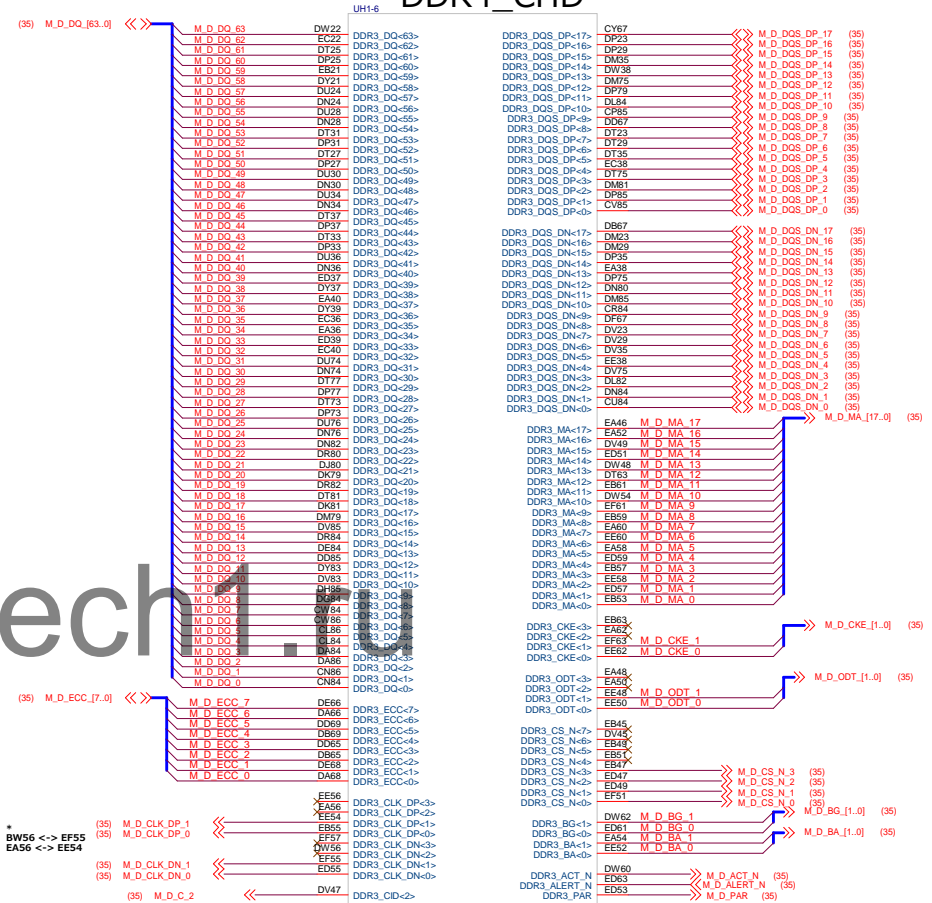 DDR4_CHD
UH1-6
(35) M_D_DQ_[63..0]
M_D_DQ_63 DW22 DDR3_DQ<63>
M_D_DQ_62 EC22 DDR3_DQ<62>
M_D_DQ_61 DT25 DDR3_DQ<61>
M_D_DQ_60 DP25 DDR3_DQ<60>
M_D_DQ_59 EB21 DDR3_DQ<59>
M_D_DQ_58 DY21 DDR3_DQ<58>
M_D_DQ_57 DU24 DDR3_DQ<57>
M_D_DQ_56 DN24 DDR3_DQ<56>
M_D_DQ_55 DU28 DDR3_DQ<55>
M_D_DQ_54 DN28 DDR3_DQ<54>
M_D_DQ_53 DT31 DDR3_DQ<53>
M_D_DQ_52 DP31 DDR3_DQ<52>
M_D_DQ_51 DT27 DDR3_DQ<51>
M_D_DQ_50 DP27 DDR3_DQ<50>
M_D_DQ_49 DU30 DDR3_DQ<49>
M_D_DQ_48 DN30 DDR3_DQ<48>
M_D_DQ_47 DU34 DDR3_DQ<47>
M_D_DQ_46 DN34 DDR3_DQ<46>
M_D_DQ_45 DT37 DDR3_DQ<45>
M_D_DQ_44 DP37 DDR3_DQ<44>
M_D_DQ_43 DT33 DDR3_DQ<43>
M_D_DQ_42 DP33 DDR3_DQ<42>
M_D_DQ_41 DU36 DDR3_DQ<41>
M_D_DQ_40 DN36 DDR3_DQ<40>
M_D_DQ_39 ED37 DDR3_DQ<39>
M_D_DQ_38 DY37 DDR3_DQ<38>
M_D_DQ_37 EA40 DDR3_DQ<37>
M_D_DQ_36 DY39 DDR3_DQ<36>
M_D_DQ_35 EC36 DDR3_DQ<35>
M_D_DQ_34 EA36 DDR3_DQ<34>
M_D_DQ_33 ED39 DDR3_DQ<33>
M_D_DQ_32 EC40 DDR3_DQ<32>
M_D_DQ_31 DU74 DDR3_DQ<31>
M_D_DQ_30 DN74 DDR3_DQ<30>
M_D_DQ_29 DT77 DDR3_DQ<29>
M_D_DQ_28 DP77 DDR3_DQ<28>
M_D_DQ_27 DT73 DDR3_DQ<27>
M_D_DQ_26 DP73 DDR3_DQ<26>
M_D_DQ_25 DU76 DDR3_DQ<25>
M_D_DQ_24 DN76 DDR3_DQ<24>
M_D_DQ_23 DN82 DDR3_DQ<23>
M_D_DQ_22 DR80 DDR3_DQ<22>
M_D_DQ_21 DJ80 DDR3_DQ<21>
M_D_DQ_20 DK79 DDR3_DQ<20>
M_D_DQ_19 DR82 DDR3_DQ<19>
M_D_DQ_18 DT81 DDR3_DQ<18>
M_D_DQ_17 DK81 DDR3_DQ<17>
M_D_DQ_16 DM79 DDR3_DQ<16>
M_D_DQ_15 DV85 DDR3_DQ<15>
M_D_DQ_14 DR84 DDR3_DQ<14>
M_D_DQ_13 DE84 DDR3_DQ<13>
M_D_DQ_12 DD85 DDR3_DQ<12>
M_D_DQ_11 DY83 DDR3_DQ<11>
M_D_DQ_10 DV83 DDR3_DQ<10>
M_D_DQ_9 DH85 DDR3_DQ<9>
M_D_DQ_8 DG84 DDR3_DQ<8>
M_D_DQ_7 CW84 DDR3_DQ<7>
M_D_DQ_6 CW86 DDR3_DQ<6>
M_D_DQ_5 CL86 DDR3_DQ<5>
M_D_DQ_4 CL84 DDR3_DQ<4>
M_D_DQ_3 DA84 DDR3_DQ<3>
M_D_DQ_2 DA86 DDR3_DQ<2>
M_D_DQ_1 CN86 DDR3_DQ<1>
M_D_DQ_0 CN84 DDR3_DQ<0>
ech1.ru
(35) M_D_ECC_[7..0]
M_D_ECC_7 DE66 DDR3_ECC<7>
M_D_ECC_6 DA66 DDR3_ECC<6>
M_D_ECC_5 DD69 DDR3_ECC<5>
M_D_ECC_4 DB69 DDR3_ECC<4>
M_D_ECC_3 DD65 DDR3_ECC<3>
M_D_ECC_2 DB65 DDR3_ECC<2>
M_D_ECC_1 DE68 DDR3_ECC<1>
M_D_ECC_0 DA68 DDR3_ECC<0>
EE56 DDR3_CLK_DP<3>
EA56 DDR3_CLK_DP<2>
(35) M_D_CLK_DP_1 EE54 DDR3_CLK_DP<1>
(35) M_D_CLK_DP_0 EB55 DDR3_CLK_DP<0>
EF57 DDR3_CLK_DN<3>
DW56 DDR3_CLK_DN<2>
(35) M_D_CLK_DN_1 EF55 DDR3_CLK_DN<1>
(35) M_D_CLK_DN_0 ED55 DDR3_CLK_DN<0>
*
BW56 <-> EF55
EA56 <-> EE54
(35) M_D_C_2 DV47 DDR3_CID<2>
DDR3_DQS_DP<17> CY67 M_D_DQS_DP_17 (35)
DDR3_DQS_DP<16> DP23 M_D_DQS_DP_16 (35)
DDR3_DQS_DP<15> DP29 M_D_DQS_DP_15 (35)
DDR3_DQS_DP<14> DM35 M_D_DQS_DP_14 (35)
DDR3_DQS_DP<13> DW38 M_D_DQS_DP_13 (35)
DDR3_DQS_DP<12> DM75 M_D_DQS_DP_12 (35)
DDR3_DQS_DP<11> DP79 M_D_DQS_DP_11 (35)
DDR3_DQS_DP<10> DL84 M_D_DQS_DP_10 (35)
DDR3_DQS_DP<9> CP85 M_D_DQS_DP_9 (35)
DDR3_DQS_DP<8> DD67 M_D_DQS_DP_8 (35)
DDR3_DQS_DP<7> DT23 M_D_DQS_DP_7 (35)
DDR3_DQS_DP<6> DT29 M_D_DQS_DP_6 (35)
DDR3_DQS_DP<5> DT35 M_D_DQS_DP_5 (35)
DDR3_DQS_DP<4> EC38 M_D_DQS_DP_4 (35)
DDR3_DQS_DP<3> DT75 M_D_DQS_DP_3 (35)
DDR3_DQS_DP<2> DM81 M_D_DQS_DP_2 (35)
DDR3_DQS_DP<1> DP85 M_D_DQS_DP_1 (35)
DDR3_DQS_DP<0> CV85 M_D_DQS_DP_0 (35)
DDR3_DQS_DN<17> DB67 M_D_DQS_DN_17 (35)
DDR3_DQS_DN<16> DM23 M_D_DQS_DN_16 (35)
DDR3_DQS_DN<15> DM29 M_D_DQS_DN_15 (35)
DDR3_DQS_DN<14> DP35 M_D_DQS_DN_14 (35)
DDR3_DQS_DN<13> EA38 M_D_DQS_DN_13 (35)
DDR3_DQS_DN<12> DP75 M_D_DQS_DN_12 (35)
DDR3_DQS_DN<11> DN80 M_D_DQS_DN_11 (35)
DDR3_DQS_DN<10> DM85 M_D_DQS_DN_10 (35)
DDR3_DQS_DN<9> CR84 M_D_DQS_DN_9 (35)
DDR3_DQS_DN<8> DF67 M_D_DQS_DN_8 (35)
DDR3_DQS_DN<7> DV23 M_D_DQS_DN_7 (35)
DDR3_DQS_DN<6> DV29 M_D_DQS_DN_6 (35)
DDR3_DQS_DN<5> DV35 M_D_DQS_DN_5 (35)
DDR3_DQS_DN<4> EE38 M_D_DQS_DN_4 (35)
DDR3_DQS_DN<3> DV75 M_D_DQS_DN_3 (35)
DDR3_DQS_DN<2> DL82 M_D_DQS_DN_2 (35)
DDR3_DQS_DN<1> DN84 M_D_DQS_DN_1 (35)
DDR3_DQS_DN<0> CU84 M_D_DQS_DN_0 (35)
M_D_MA_[17..0] (35)
DDR3_MA<17> EA46 M_D_MA_17
DDR3_MA<16> EA52 M_D_MA_16
DDR3_MA<15> DV49 M_D_MA_15
DDR3_MA<14> ED51 M_D_MA_14
DDR3_MA<13> DW48 M_D_MA_13
DDR3_MA<12> DT63 M_D_MA_12
DDR3_MA<11> EB61 M_D_MA_11
DDR3_MA<10> DW54 M_D_MA_10
DDR3_MA<9> EF61 M_D_MA_9
DDR3_MA<8> EB59 M_D_MA_8
DDR3_MA<7> EA60 M_D_MA_7
DDR3_MA<6> EE60 M_D_MA_6
DDR3_MA<5> EA58 M_D_MA_5
DDR3_MA<4> ED59 M_D_MA_4
DDR3_MA<3> EB57 M_D_MA_3
DDR3_MA<2> EE58 M_D_MA_2
DDR3_MA<1> ED57 M_D_MA_1
DDR3_MA<0> EB53 M_D_MA_0
DDR3_CKE<3> EB63
DDR3_CKE<2> EA62
M_D_CKE_[1..0] (35)
DDR3_CKE<1> EF63 M_D_CKE_1
DDR3_CKE<0> EE62 M_D_CKE_0
DDR3_ODT<3> EA48
DDR3_ODT<2> EA50
M_D_ODT_[1..0] (35)
DDR3_ODT<1> EE48 M_D_ODT_1
DDR3_ODT<0> EE50 M_D_ODT_0
DDR3_CS_N<7> EB45
DDR3_CS_N<6> DV45
DDR3_CS_N<5> EB49
DDR3_CS_N<4> EB51
DDR3_CS_N<3> EB47 M_D_CS_N_3 (35)
DDR3_CS_N<2> ED47 M_D_CS_N_2 (35)
DDR3_CS_N<1> ED49 M_D_CS_N_1 (35)
DDR3_CS_N<0> EF51 M_D_CS_N_0 (35)
M_D_BG_[1..0] (35)
DDR3_BG<1> DW62 M_D_BG_1
DDR3_BG<0> ED61 M_D_BG_0
M_D_BA_[1..0] (35)
DDR3_BA<1> EA54 M_D_BA_1
DDR3_BA<0> EE52 M_D_BA_0
DDR3_ACT_N DW60 M_D_ACT_N (35)
DDR3_ALERT_N ED63 M_D_ALERT_N (35)
DDR3_PAR ED53 M_D_PAR (35)